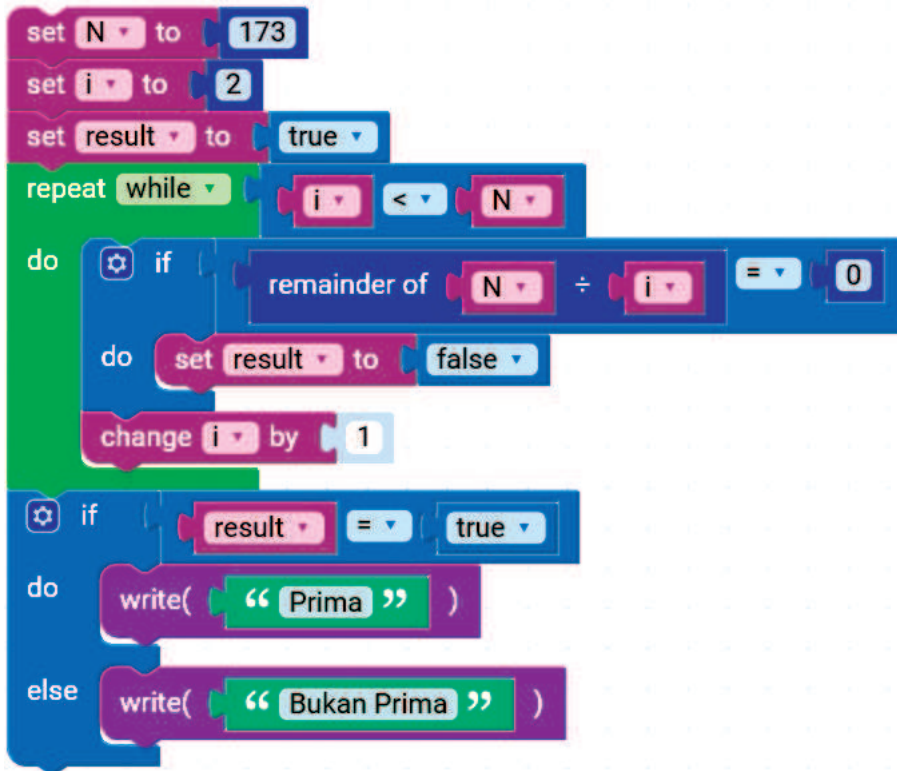 set N to 173
set i to 2
set result to true
repeat while i < N
do if remainder of N ÷ i = 0
do set result to false
change i by 1
if result = true
do write( “ Prima ” )
else write( “ Bukan Prima ” )